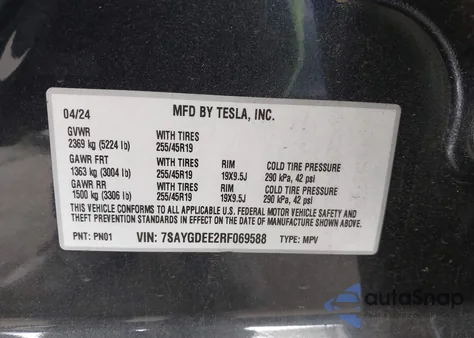 04/24 MFD BY TESLA, INC.
GVWR WITH TIRES
2369 kg (5224 lb) 255/45R19
GAWR FRT WITH TIRES RIM COLD TIRE PRESSURE
1363 kg (3004 lb) 255/45R19 19X9.5J 290 kPa, 42 psi
GAWR RR WITH TIRES RIM COLD TIRE PRESSURE
1500 kg (3306 lb) 255/45R19 19X9.5J 290 kPa, 42 psi
THIS VEHICLE CONFORMS TO ALL APPLICABLE U.S. FEDERAL MOTOR VEHICLE SAFETY AND
THEFT PREVENTION STANDARDS IN EFFECT ON THE DATE OF MANUFACTURE SHOWN ABOVE.
PNT: PN01 VIN: 7SAYGDEE2RF069588 TYPE: MPV
autoSnap